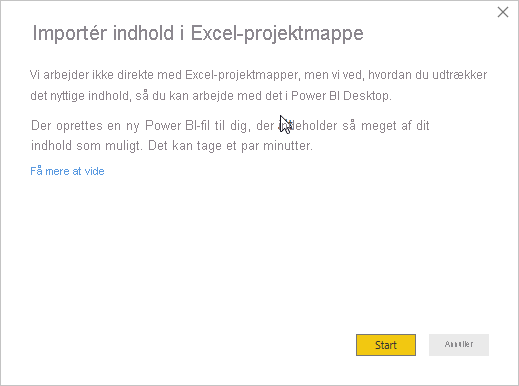 Importér indhold i Excel-projektmappe
Vi arbejder ikke direkte med Excel-projektmapper, men vi ved, hvordan du udtrækker
det nyttige indhold, så du kan arbejde med det i Power BI Desktop.
Der oprettes en ny Power BI-fil til dig, der indeholder så meget af dit
indhold som muligt. Det kan tage et par minutter.
Få mere at vide
Start
Annuller